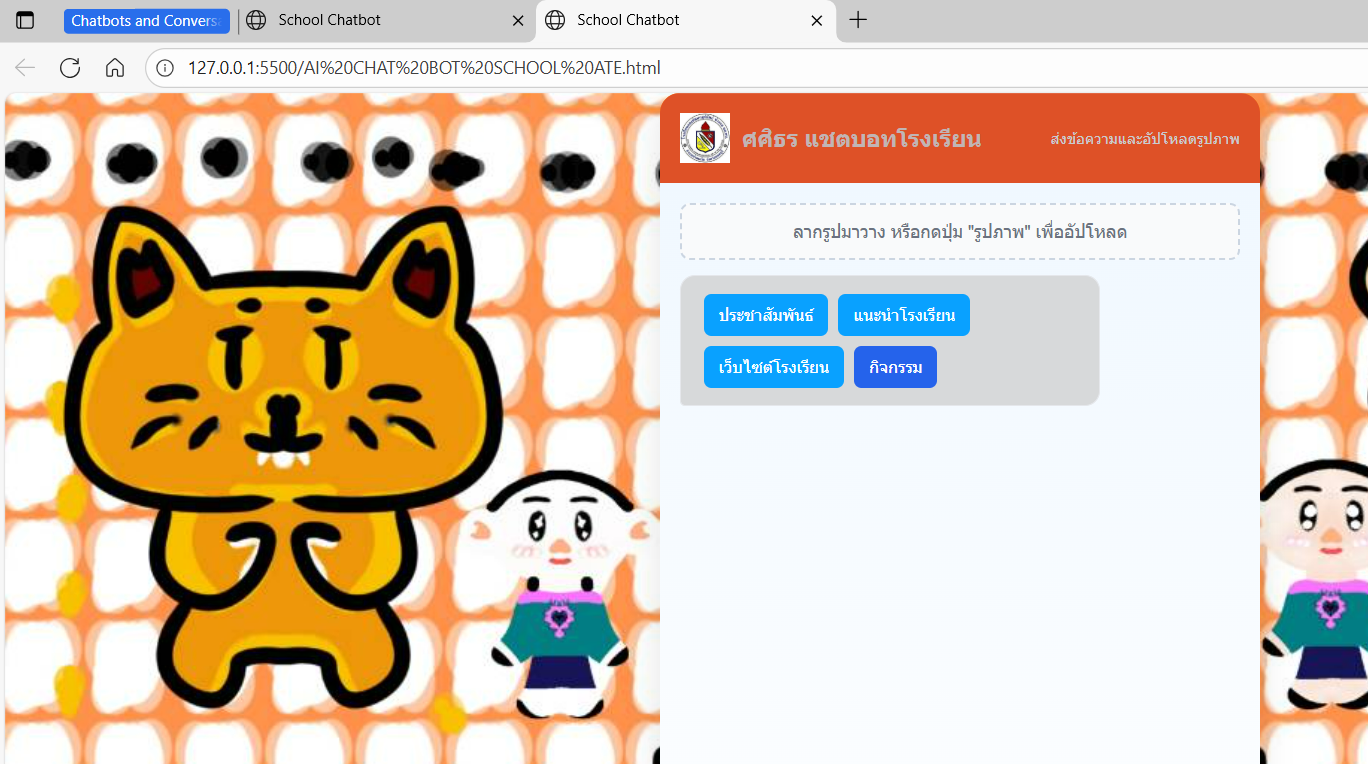 Chatbots and Convers
School Chatbot
School Chatbot
127.0.0.1:5500/AI%20CHAT%20BOT%20SCHOOL%20ATE.html
ศศิธร แชตบอทโรงเรียน
ส่งข้อความและอัปโหลดรูปภาพ
ลากรูปมาวาง หรือกดปุ่ม "รูปภาพ" เพื่ออัปโหลด
ประชาสัมพันธ์
แนะนำโรงเรียน
เว็บไซต์โรงเรียน
กิจกรรม